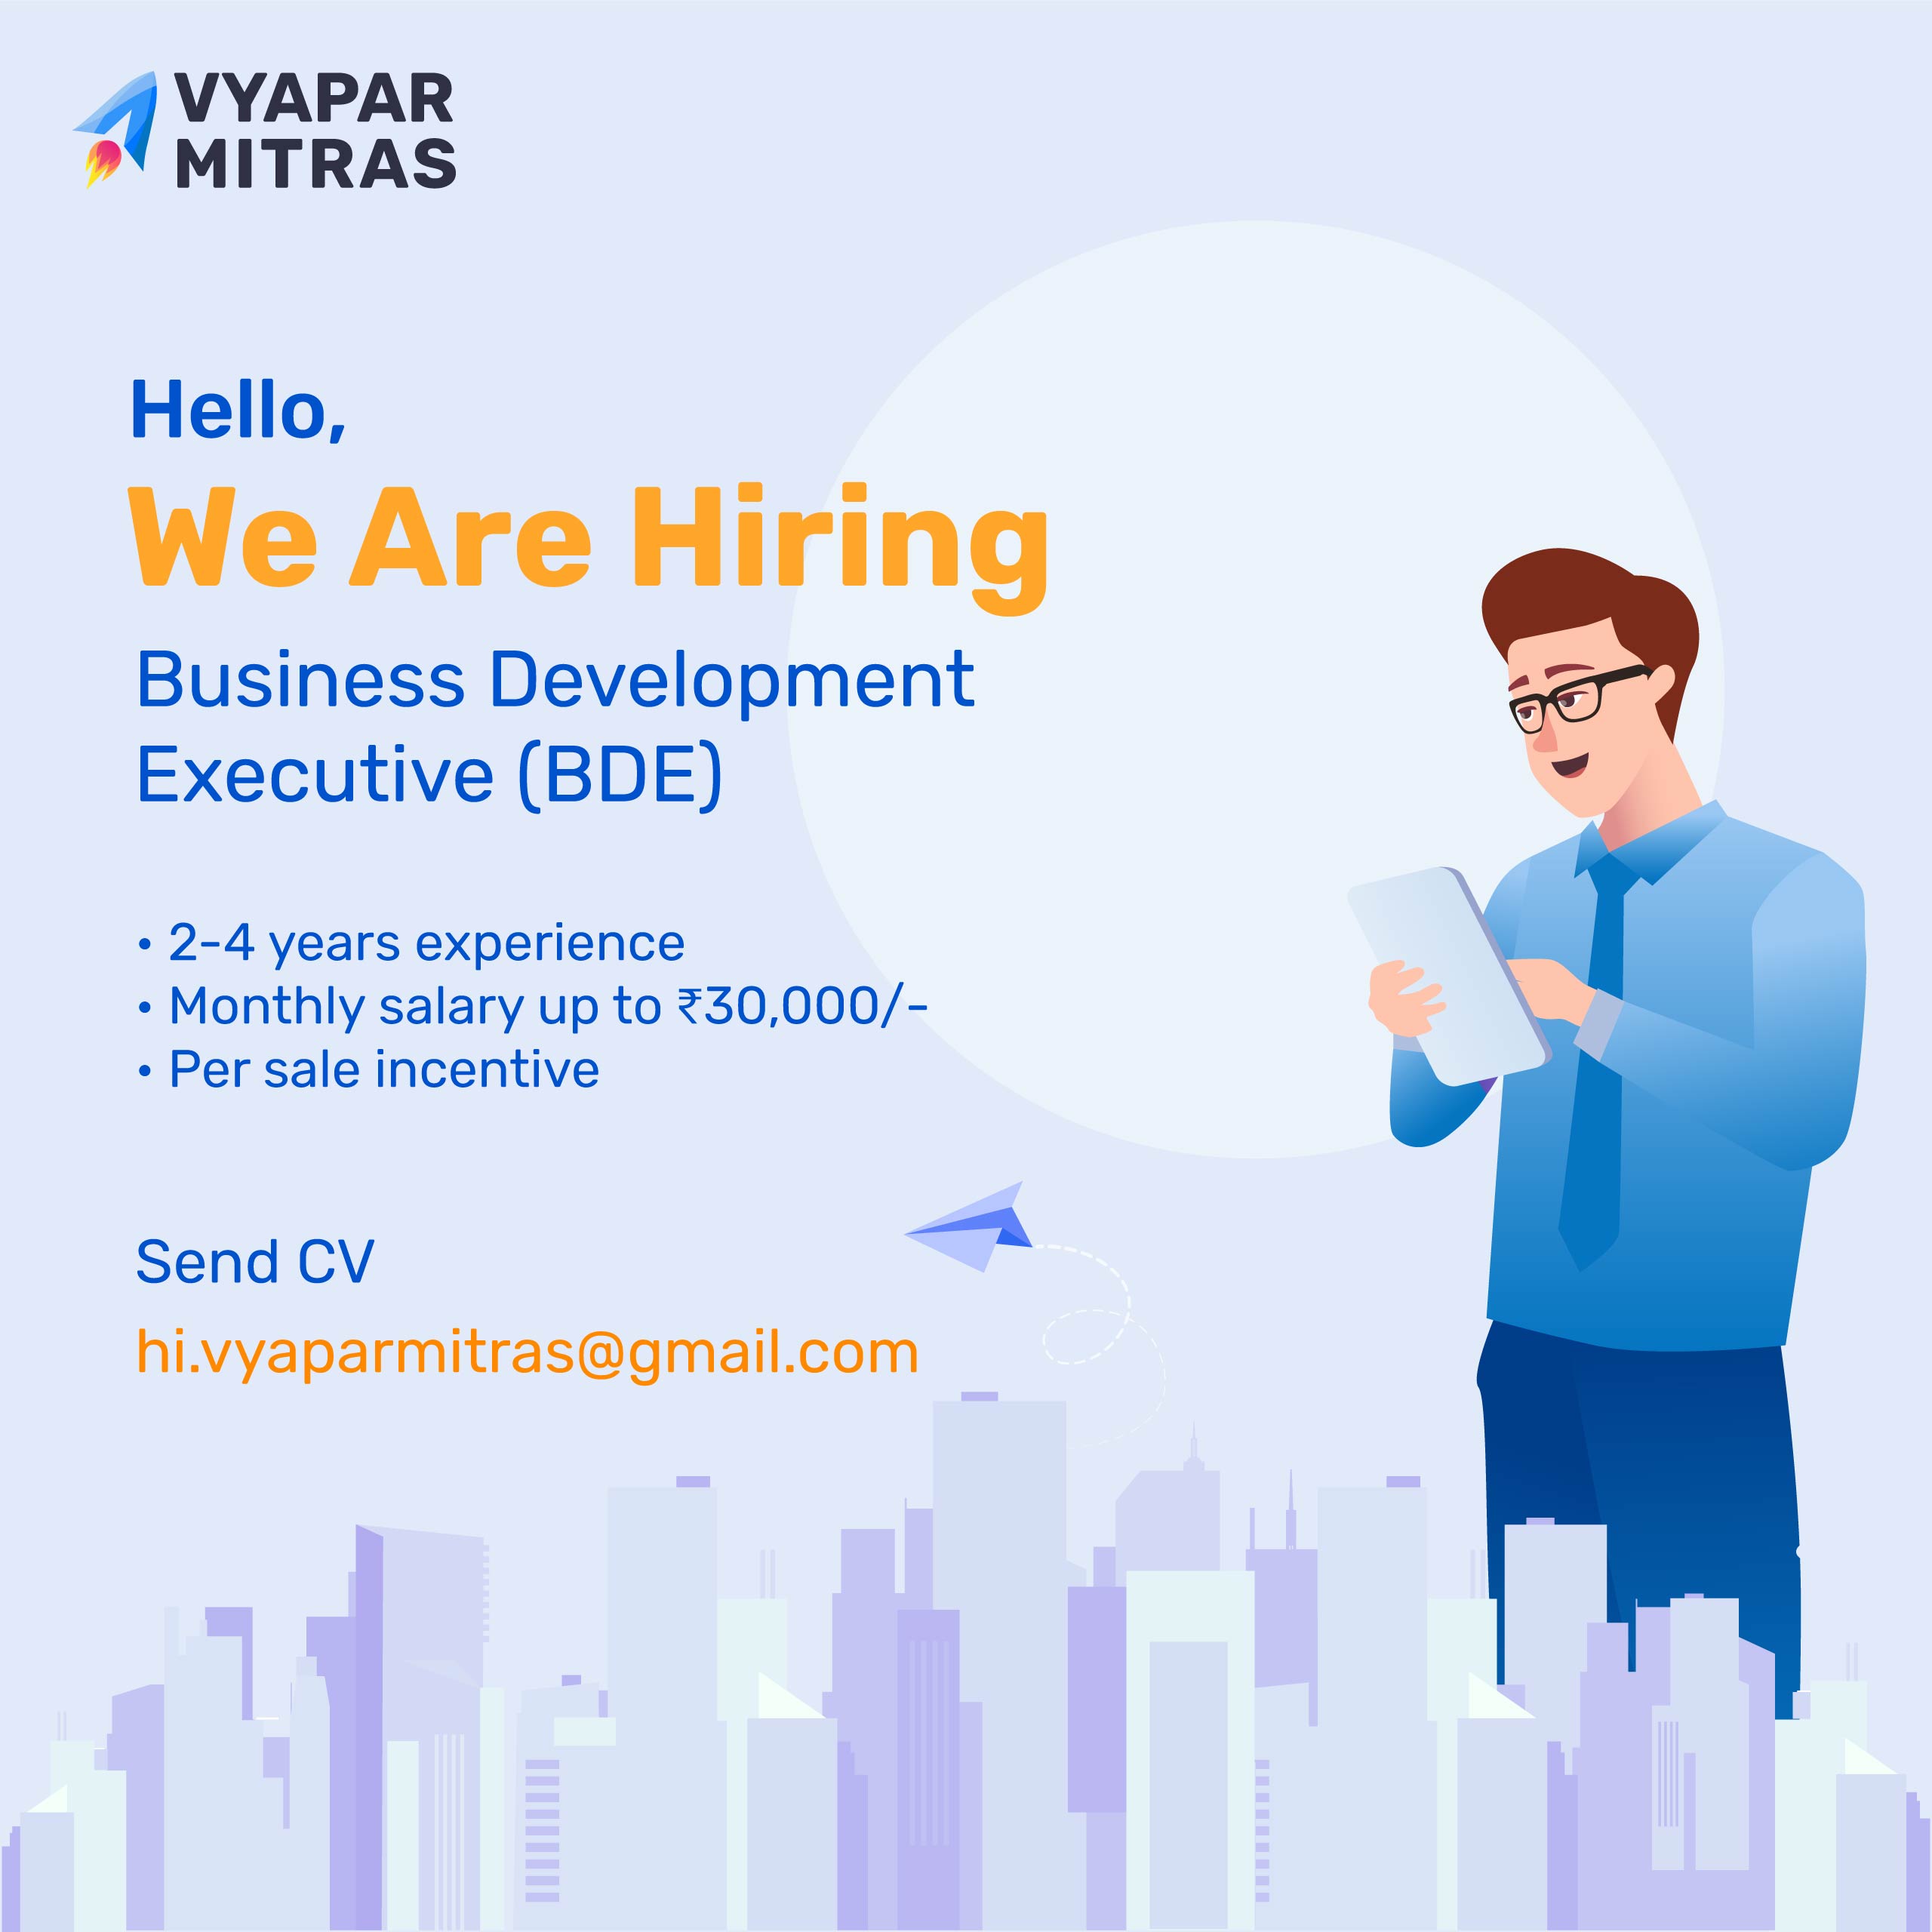 VYAPAR
MITRAS
Hello,
We Are Hiring
Business Development
Executive (BDE)
• 2-4 years experience
• Monthly salary up to ₹30,000/-
• Per sale incentive
Send CV
hi.vyaparmitras@gmail.com